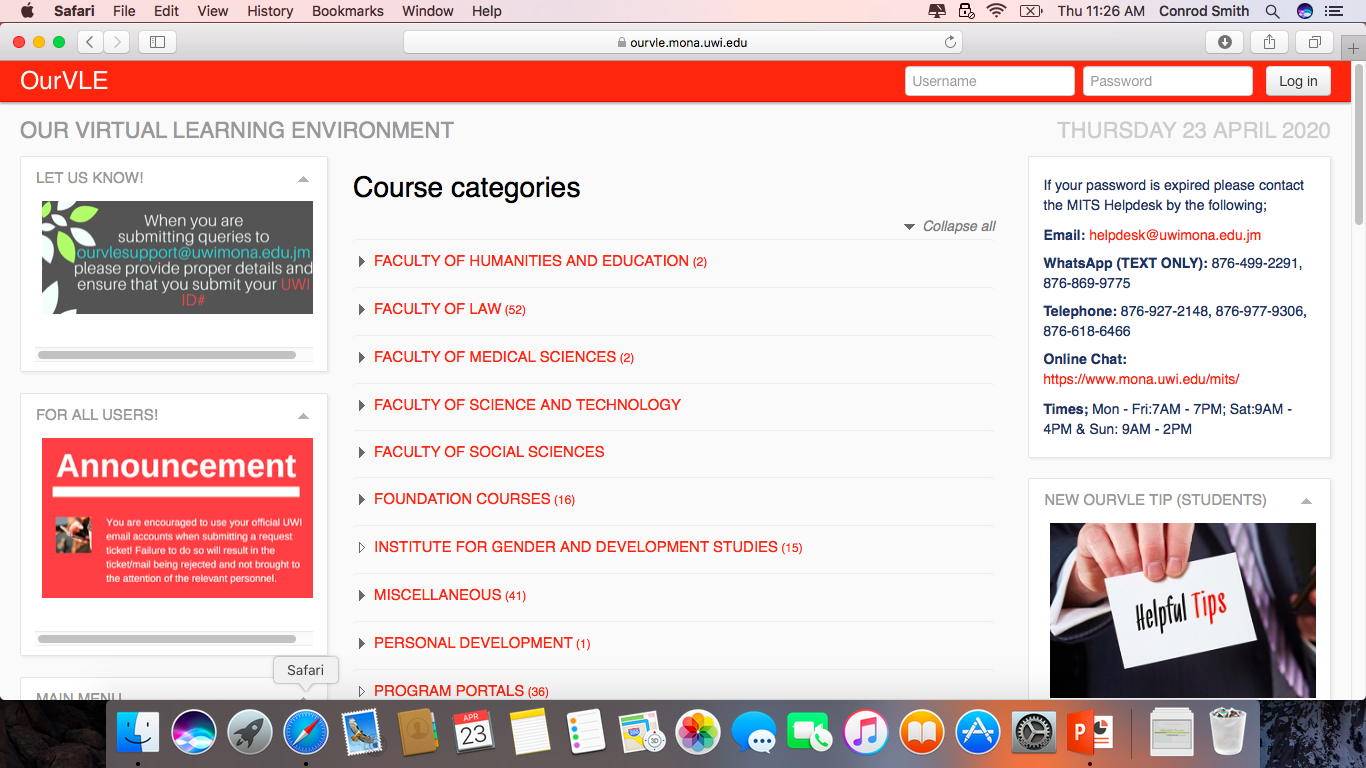 Safari File Edit View History Bookmarks Window Help Thu 11:26 AM Conrod Smith
ourvle.mona.uwi.edu
OurVLE Username Password Log in
OUR VIRTUAL LEARNING ENVIRONMENT THURSDAY 23 APRIL 2020
LET US KNOW!
When you are
submitting queries to
ourvlesupport@uwimona.edu.jm
please provide proper details and
ensure that you submit your UWI
ID#
FOR ALL USERS!
Announcement
You are encouraged to use your official UWI
email accounts when submitting a request
ticket! Failure to do so will result in the
ticket/mail being rejected and not brought to
the attention of the relevant personnel.
MAIN MENU
Course categories
Collapse all
FACULTY OF HUMANITIES AND EDUCATION (2)
FACULTY OF LAW (52)
FACULTY OF MEDICAL SCIENCES (2)
FACULTY OF SCIENCE AND TECHNOLOGY
FACULTY OF SOCIAL SCIENCES
FOUNDATION COURSES (16)
INSTITUTE FOR GENDER AND DEVELOPMENT STUDIES (15)
MISCELLANEOUS (41)
PERSONAL DEVELOPMENT (1)
PROGRAM PORTALS (36)
If your password is expired please contact
the MITS Helpdesk by the following;
Email: helpdesk@uwimona.edu.jm
WhatsApp (TEXT ONLY): 876-499-2291,
876-869-9775
Telephone: 876-927-2148, 876-977-9306,
876-618-6466
Online Chat:
https://www.mona.uwi.edu/mits/
Times; Mon - Fri:7AM - 7PM; Sat:9AM -
4PM & Sun: 9AM - 2PM
NEW OURVLE TIP (STUDENTS)
Helpful Tips
Safari
APR
23
3D
P